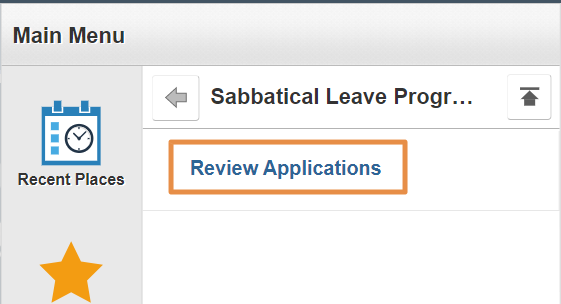 Main Menu
Sabbatical Leave Progr…
Review Applications
Recent Places